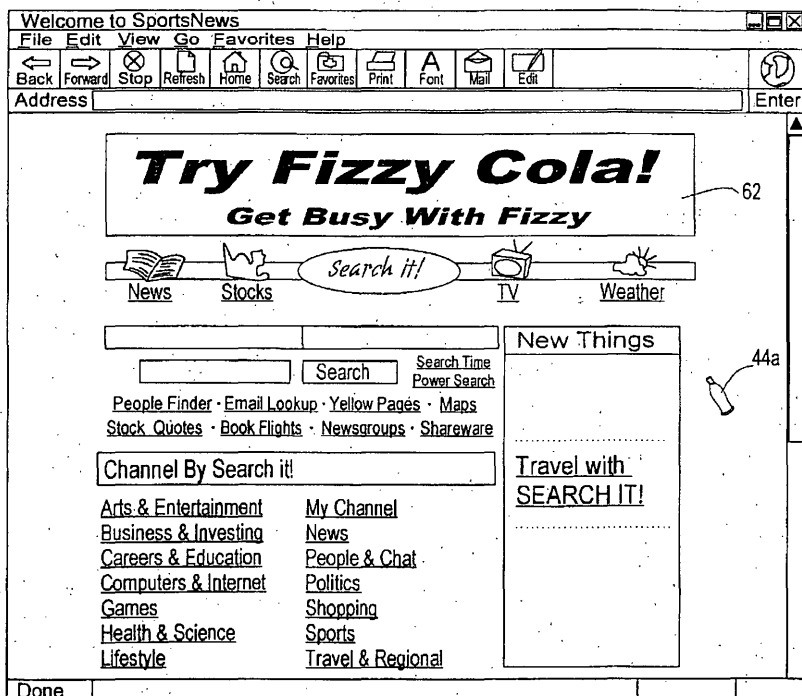 Welcome to SportsNews
File Edit View Go Favorites Help
Back Forward Stop Refresh Home Search Favorites Print Font Mail Edit
Address Enter
Try Fizzy Cola!
Get Busy With Fizzy
62
Search it!
News Stocks TV Weather
New Things
Search
Search Time
Power Search
44a
People Finder · Email Lookup · Yellow Pages · Maps
Stock Quotes · Book Flights · Newsgroups · Shareware
Channel By Search it!
Travel with
SEARCH IT!
Arts & Entertainment My Channel
Business & Investing News
Careers & Education People & Chat
Computers & Internet Politics
Games Shopping
Health & Science Sports
Lifestyle Travel & Regional
Done